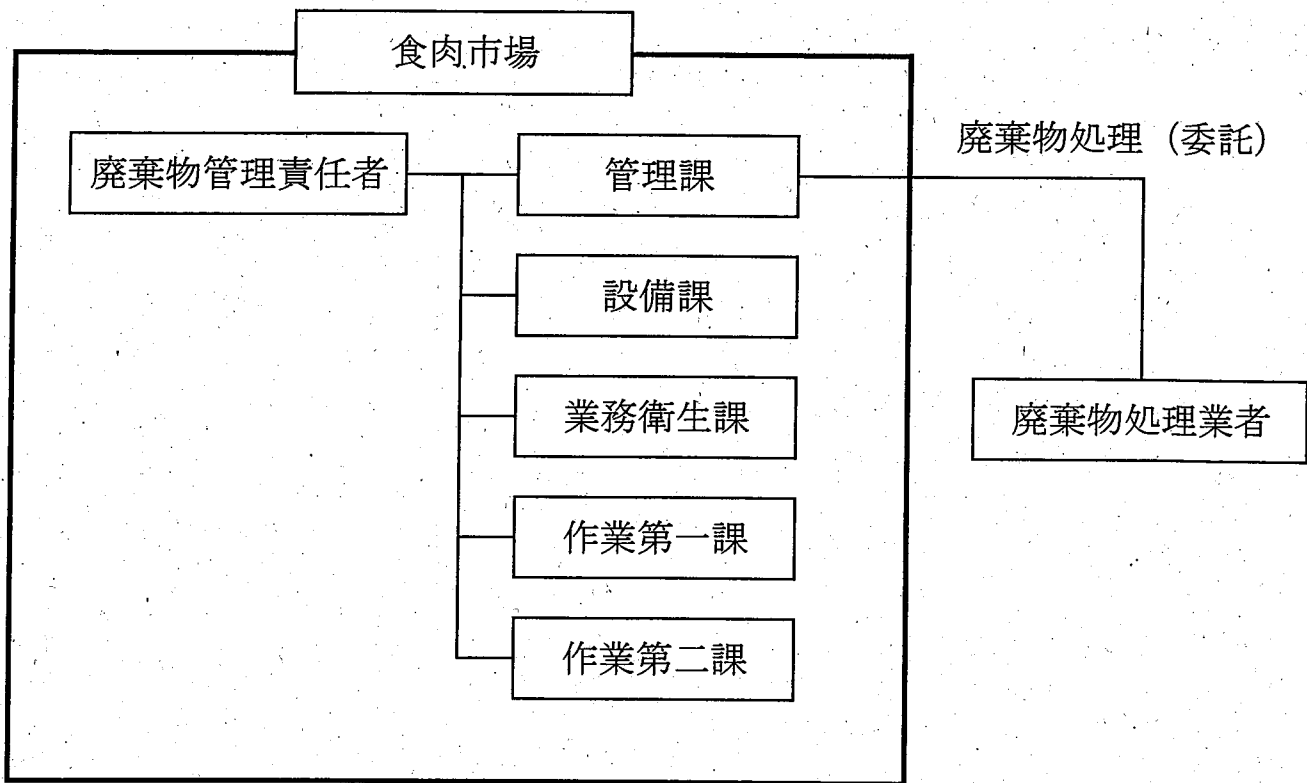 食肉市場
廃棄物処理（委託）
廃棄物管理責任者
管理課
設備課
業務衛生課
廃棄物処理業者
作業第一課
作業第二課